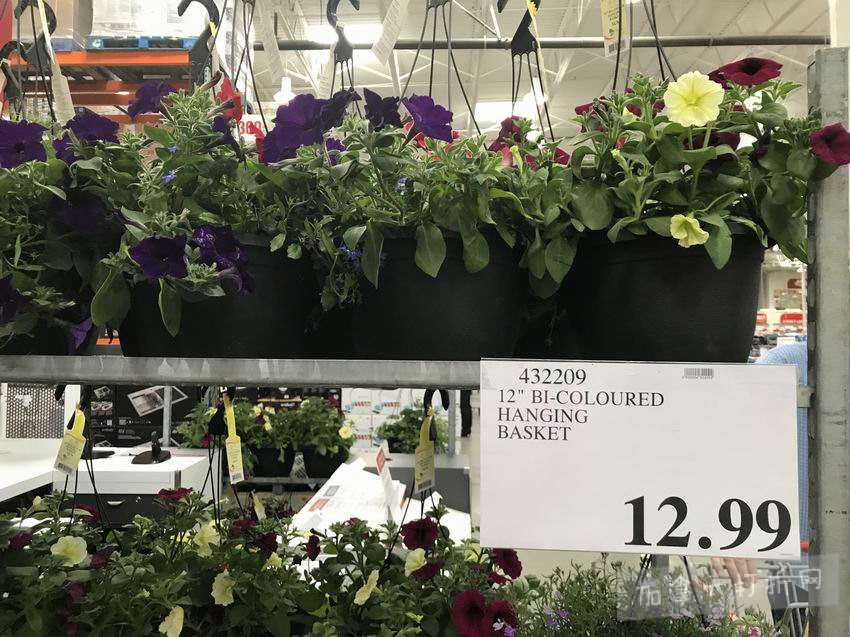 432209
12" BI-COLOURED
HANGING
BASKET
12.99